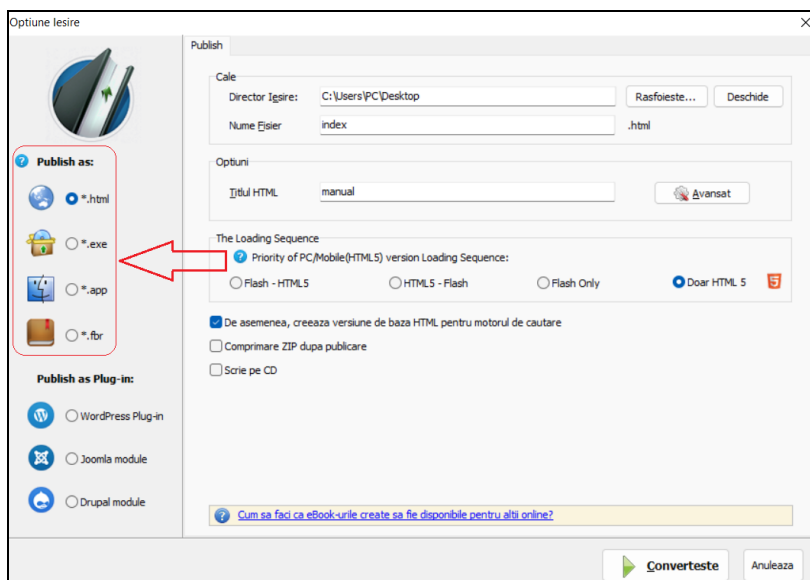 Optiune Iesire
Publish
Cale
Director Iesire: C:\Users\PC\Desktop Rasfoieste... Deschide
Nume Fisier index .html
Publish as:
*.html
*.exe
*.app
*.fbr
Optiuni
Titlul HTML manual Avansat
The Loading Sequence
Priority of PC/Mobile(HTML5) version Loading Sequence:
Flash - HTML5 HTML5 - Flash Flash Only Doar HTML 5
De asemenea, creeaza versiune de baza HTML pentru motorul de cautare
Comprimare ZIP dupa publicare
Scrie pe CD
Publish as Plug-in:
WordPress Plug-in
Joomla module
Drupal module
Cum sa faci ca eBook-urile create sa fie disponibile pentru altii online?
Converteste Anuleaza